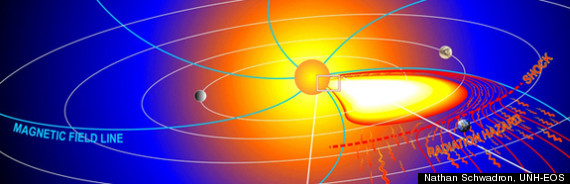 SHOCK
MAGNETIC FIELD LINE
RADIATION HAZARD
Nathan Schwadron, UNH-EOS